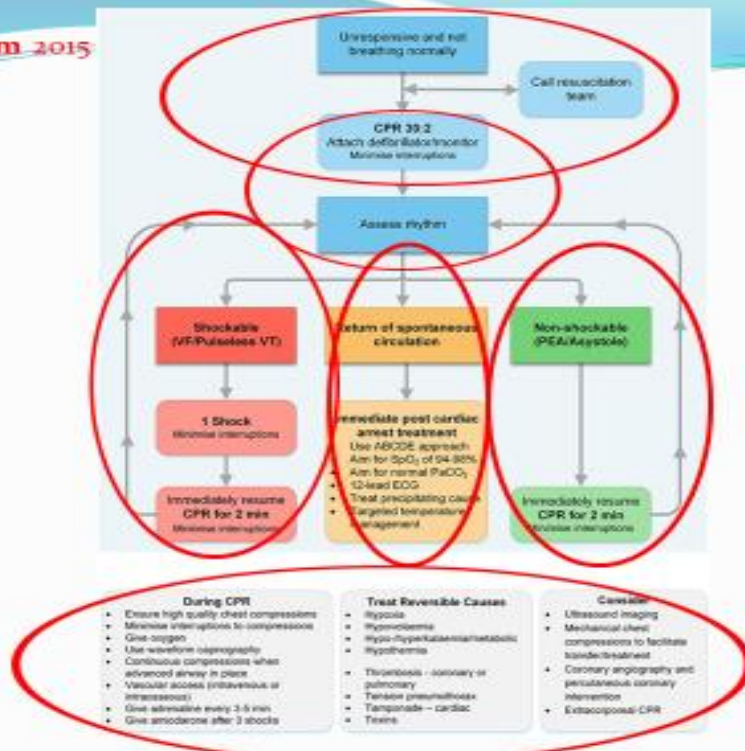 m 2015
Unresponsive and not
breathing normally
Call resuscitation
team
CPR 30:2
Attach defibrillator/monitor
Minimise interruptions
Assess rhythm
Shockable
(VF/Pulseless VT)
Return of spontaneous
circulation
Non-shockable
(PEA/Asystole)
1 Shock
Minimise interruptions
Immediate post cardiac
arrest treatment
Use ABCDE approach
Aim for SpO₂ of 94-98%
• Aim for normal PaCO₂
• 12-lead ECG
• Treat precipitating cause
• Targeted temperature
management
Immediately resume
CPR for 2 min
Minimise interruptions
Immediately resume
CPR for 2 min
Minimise interruptions
During CPR
• Ensure high quality chest compressions
• Minimise interruptions to compressions
• Give oxygen
• Use waveform capnography
• Continuous compressions when
advanced airway in place
• Vascular access (intravenous or
intraosseous)
• Give adrenaline every 3-5 min
• Give amiodarone after 3 shocks
Treat Reversible Causes
• Hypoxia
• Hypovolaemia
• Hypo-/hyperkalaemia/metabolic
• Hypothermia
• Thrombosis - coronary or
pulmonary
• Tension pneumothorax
• Tamponade – cardiac
• Toxins
Consider
• Ultrasound imaging
• Mechanical chest
compressions to facilitate
transfer/treatment
• Coronary angiography and
percutaneous coronary
intervention
• Extracorporeal CPR